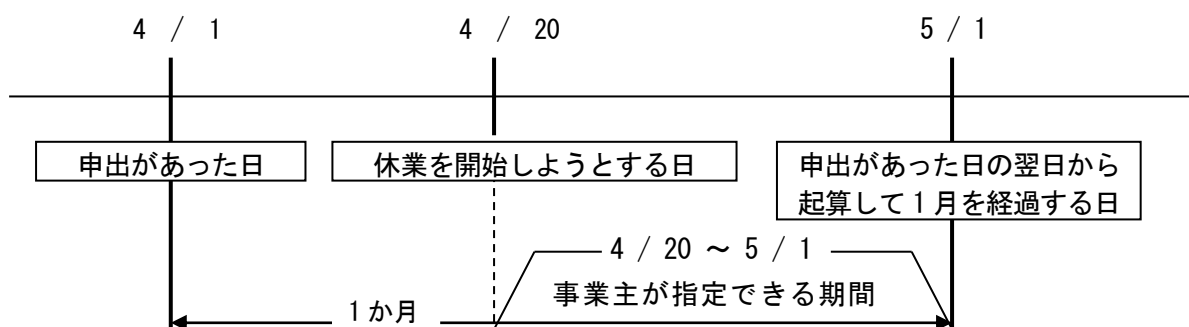 4 / 1
4 / 20
5 / 1
申出があった日
休業を開始しようとする日
申出があった日の翌日から
起算して1月を経過する日
4 / 20 ~ 5 / 1
事業主が指定できる期間
1か月